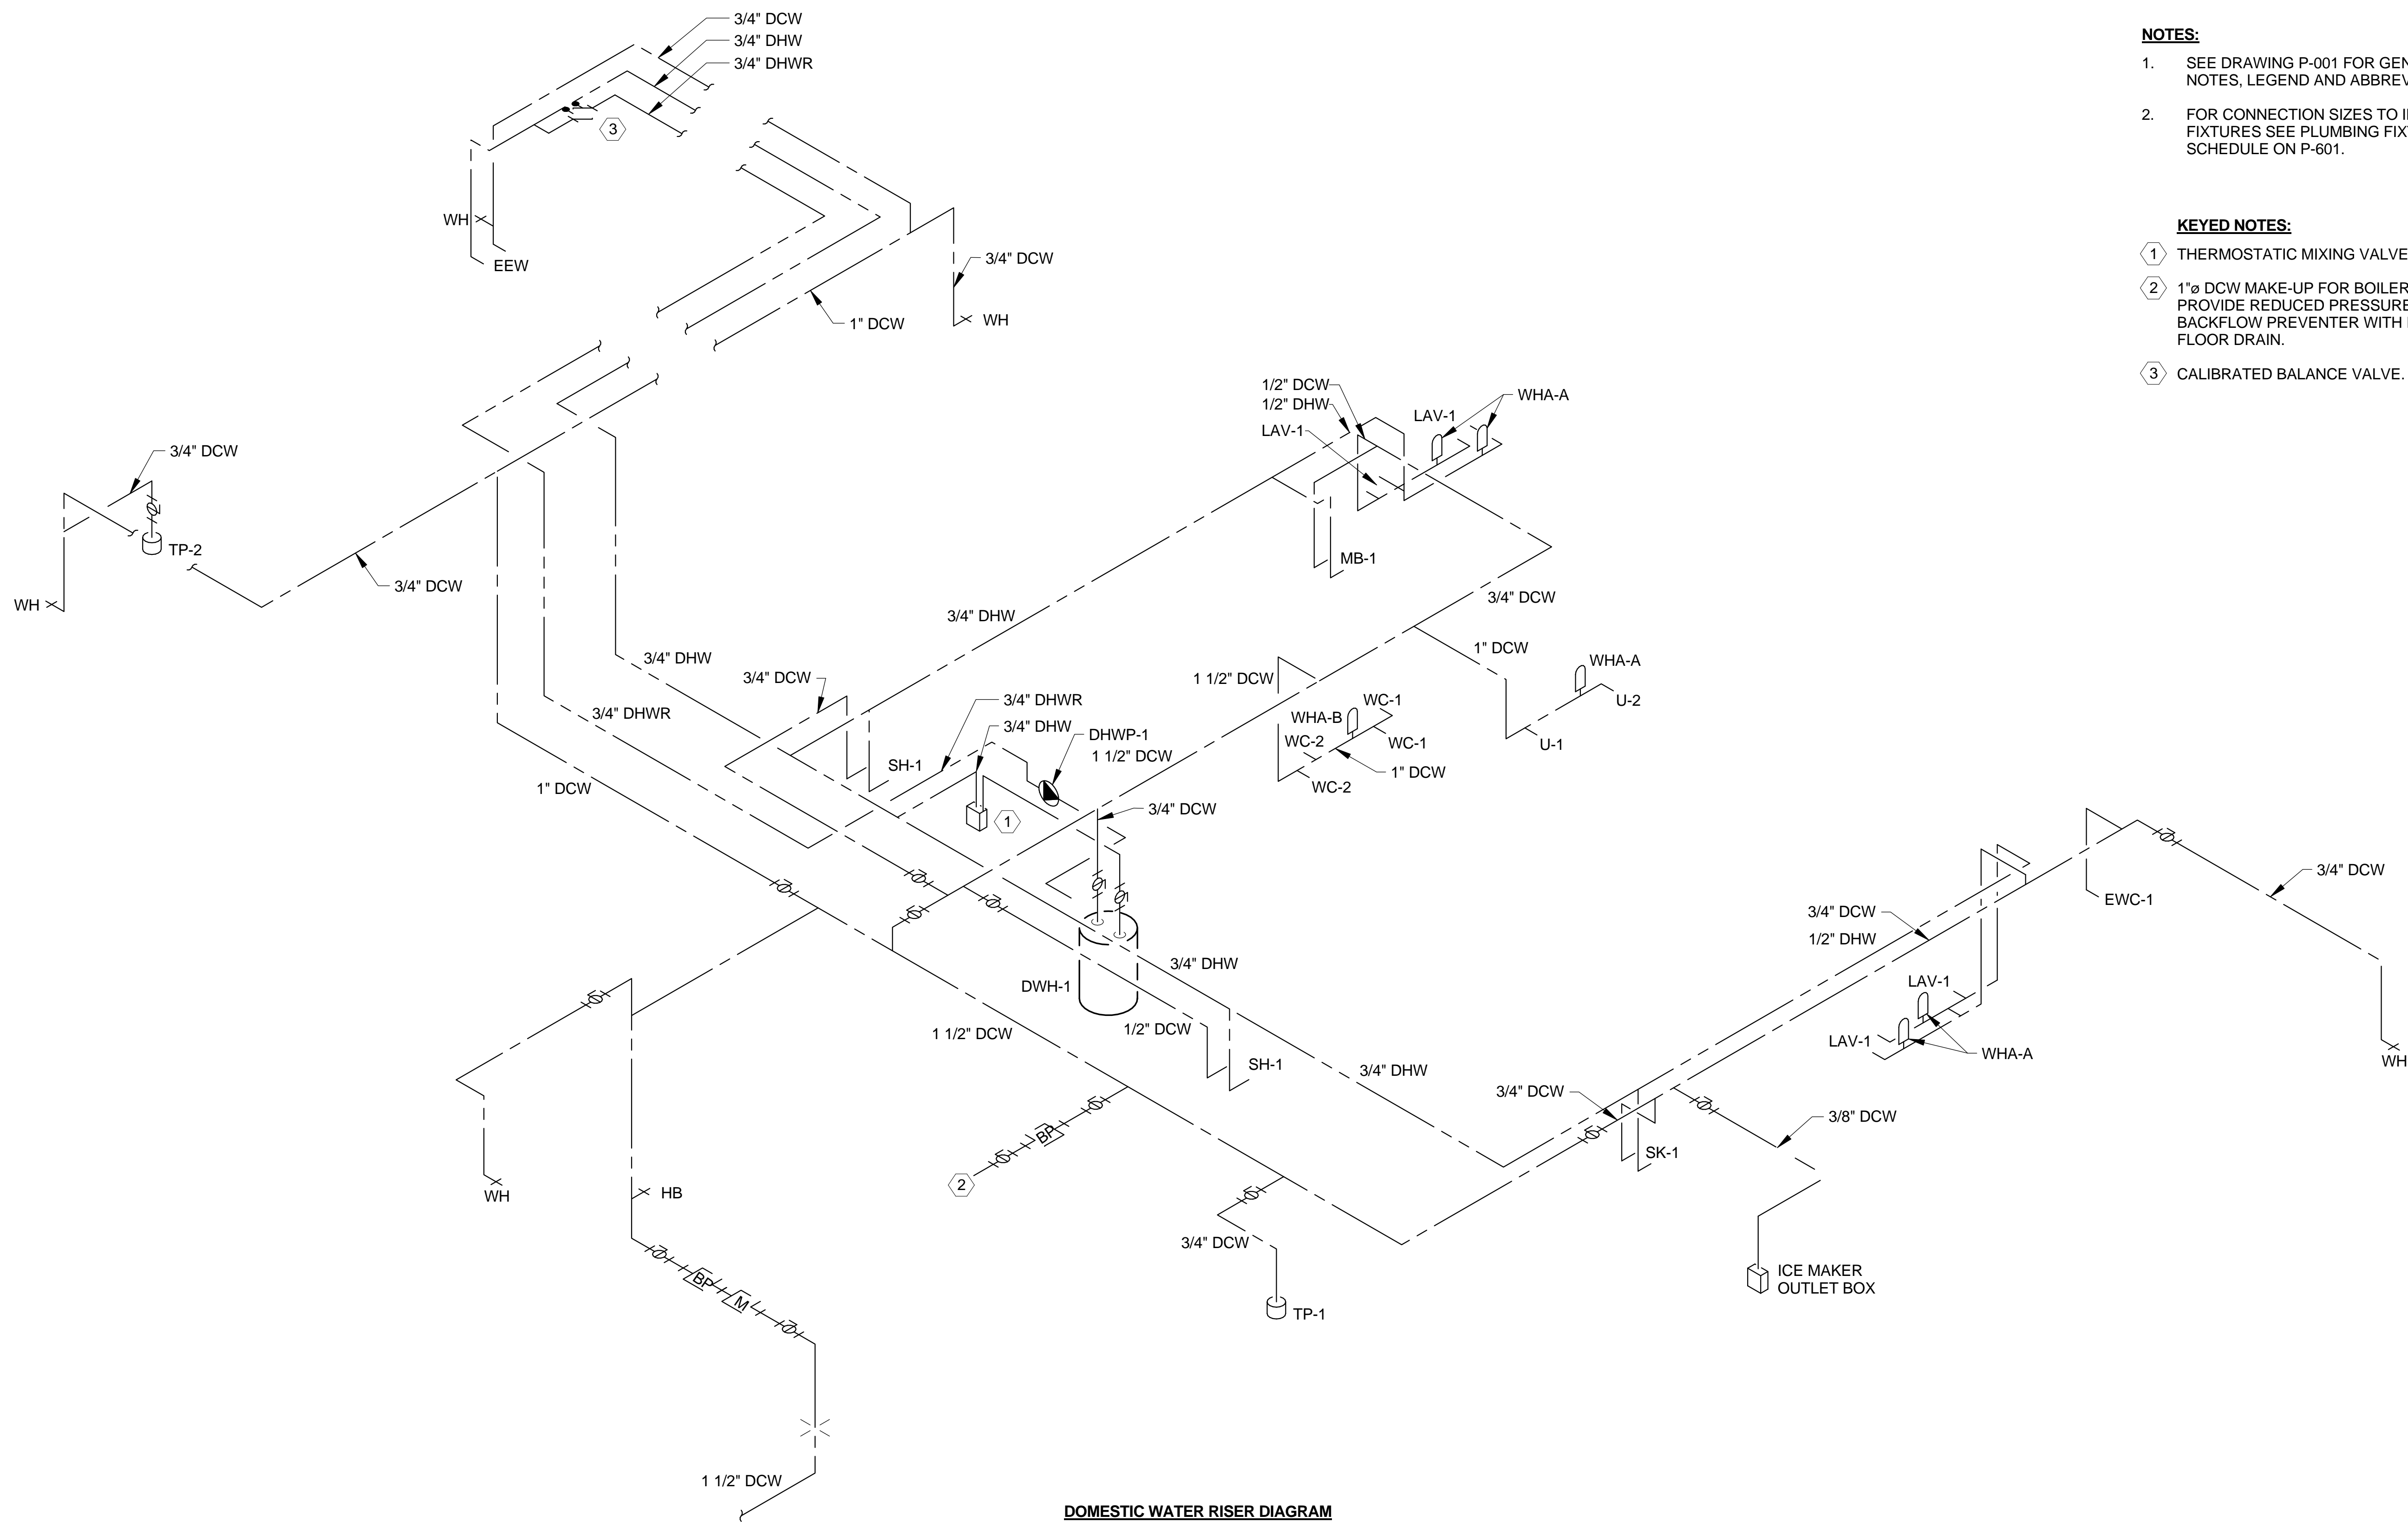 3/4" DCW
3/4" DHW
3/4" DHWR
3
WH
EEW
3/4" DCW
WH
1" DCW
NOTES:
1. SEE DRAWING P-001 FOR
NOTES, LEGEND AND
2. FOR CONNECTION SIZES TO
FIXTURES SEE PLUMBING
SCHEDULE ON P-601.
KEYED NOTES:
1 THERMOSTATIC MIXING VALVE
2 1"ø DCW MAKE-UP FOR BOILER
PROVIDE REDUCED PRESSURE
BACKFLOW PREVENTER WITH
FLOOR DRAIN.
3 CALIBRATED BALANCE VALVE.
1/2" DCW
1/2" DHW
LAV-1
LAV-1
WHA-A
MB-1
3/4" DCW
TP-2
WH
3/4" DCW
3/4" DHW
3/4" DCW
3/4" DHW
3/4" DCW
3/4" DHWR
1" DCW
WHA-A
U-2
U-1
1 1/2" DCW
WC-1
WHA-B
WC-2
WC-1
1" DCW
WC-2
3/4" DHWR
3/4" DHW
DHWP-1
1 1/2" DCW
SH-1
1" DCW
3/4" DCW
1
3/4" DCW
EWC-1
3/4" DCW
1/2" DHW
3/4" DHW
DWH-1
1/2" DCW
1 1/2" DCW
LAV-1
LAV-1
WHA-A
WH
SH-1
3/4" DHW
3/4" DCW
3/8" DCW
BP
SK-1
2
WH
HB
3/4" DCW
BP
M
TP-1
ICE MAKER
OUTLET BOX
1 1/2" DCW
DOMESTIC WATER RISER DIAGRAM